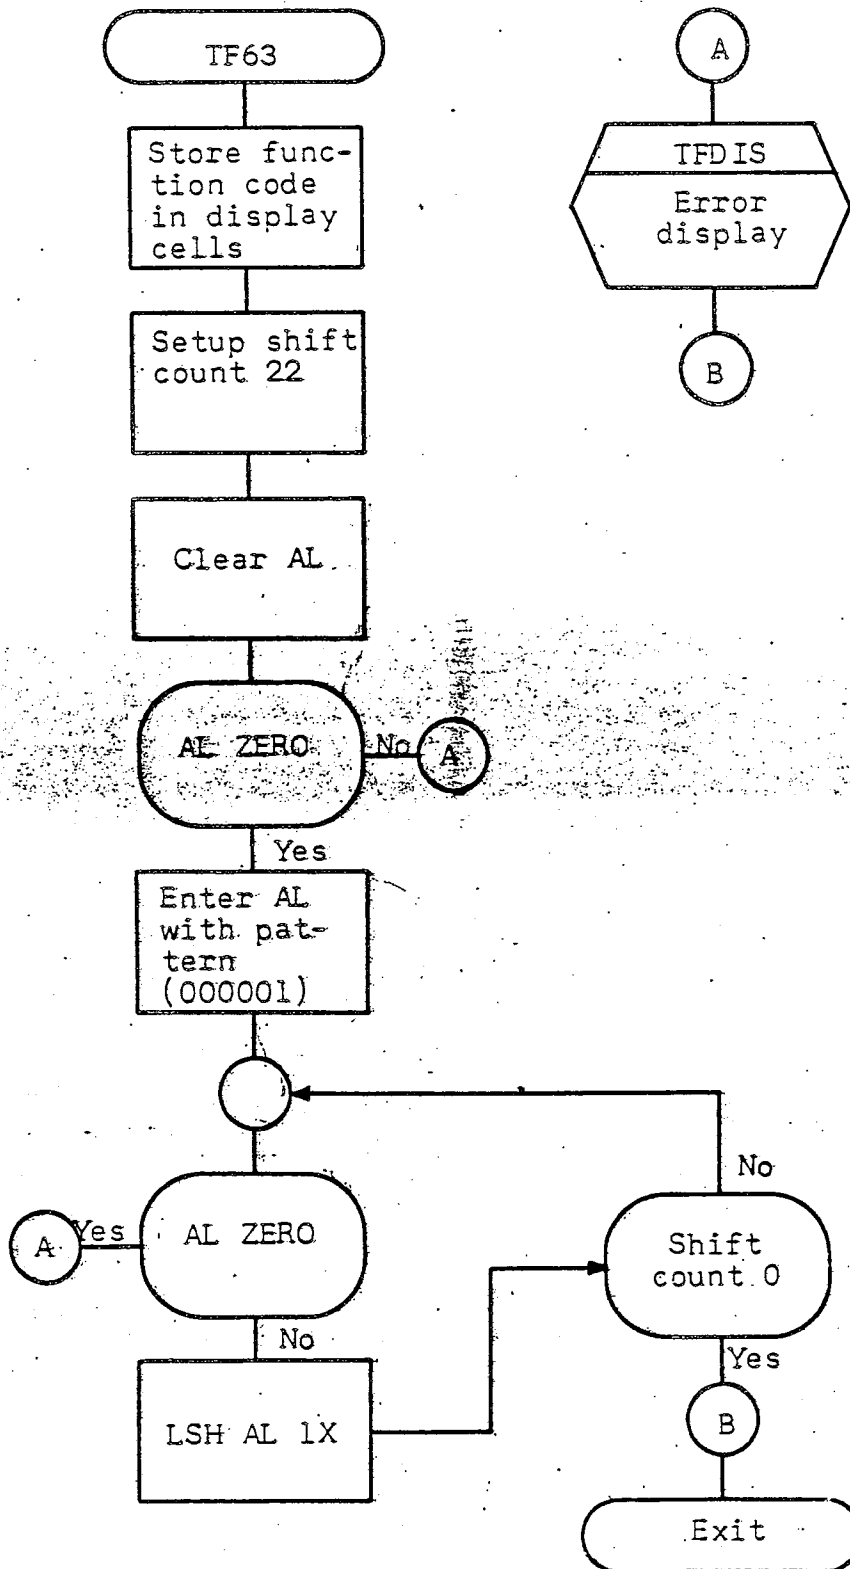 TF63
Store func-
tion code
in display
cells
Setup shift
count 22
Clear AL
AL ZERO
No
A
Yes
Enter AL
with pat-
tern
(000001)
AL ZERO
Yes
A
No
LSH AL 1X
A
TFDIS
Error
display
B
No
Shift
count 0
Yes
B
Exit